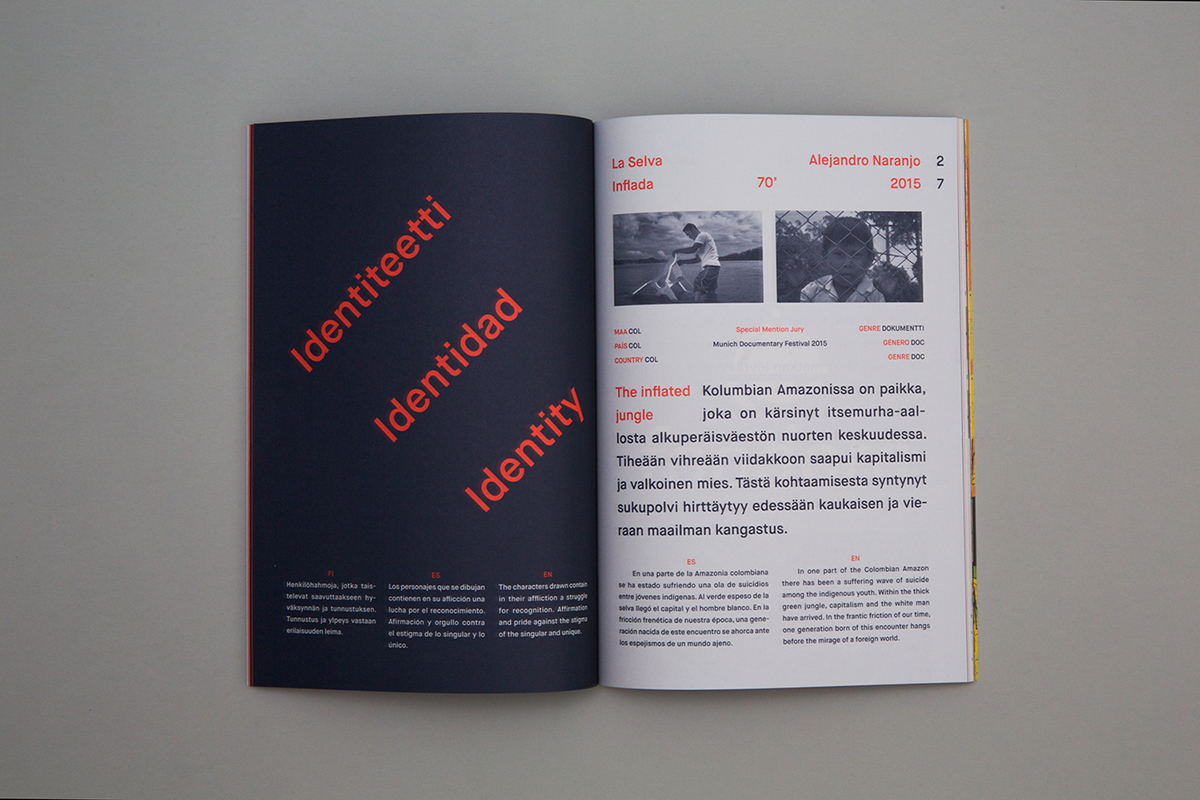 Identiteetti
Identidad
Identity
FI
Henkilöhahmoja, jotka tais-
televat saavuttaakseen hy-
väksynnän ja tunnustuksen.
Tunnustus ja ylpeys vastaan
erilaisuuden leima.
ES
Los personajes que se dibujan
contienen en su aflicción una
lucha por el reconocimiento.
Afirmación y orgullo contra
el estigma de lo singular y lo
único.
EN
The characters drawn contain
in their affliction a struggle
for recognition. Affirmation
and pride against the stigma
of the singular and unique.
La Selva
Inflada
70'
Alejandro Naranjo
2015
2
7
MAA COL
PAÍS COL
COUNTRY COL
Special Mention Jury
Munich Documentary Festival 2015
GENRE DOKUMENTTI
GÉNERO DOC
GENRE DOC
The inflated
jungle
Kolumbian Amazonissa on paikka,
joka on kärsinyt itsemurha-aal-
losta alkuperäisväestön nuorten keskuudessa.
Tiheään vihreään viidakkoon saapui kapitalismi
ja valkoinen mies. Tästä kohtaamisesta syntynyt
sukupolvi hirttäytyy edessään kaukaisen ja vie-
raan maailman kangastus.
ES
En una parte de la Amazonia colombiana
se ha estado sufriendo una ola de suicidios
entre jóvenes indígenas. Al verde espeso de la
selva llegó el capital y el hombre blanco. En la
fricción frenética de nuestra época, una gene-
ración nacida de este encuentro se ahorca ante
los espejismos de un mundo ajeno.
EN
In one part of the Colombian Amazon
there has been a suffering wave of suicide
among the indigenous youth. Within the thick
green jungle, capitalism and the white man
have arrived. In the frantic friction of our time,
one generation born of this encounter hangs
before the mirage of a foreign world.